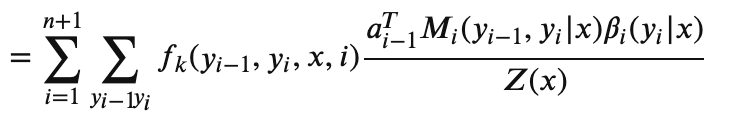 = \sum_{i=1}^{n+1} \sum_{y_{i-1}y_i} f_k(y_{i-1}, y_i, x, i) \frac{a_{i-1}^T M_i(y_{i-1}, y_i|x) \beta_i(y_i|x)}{Z(x)}